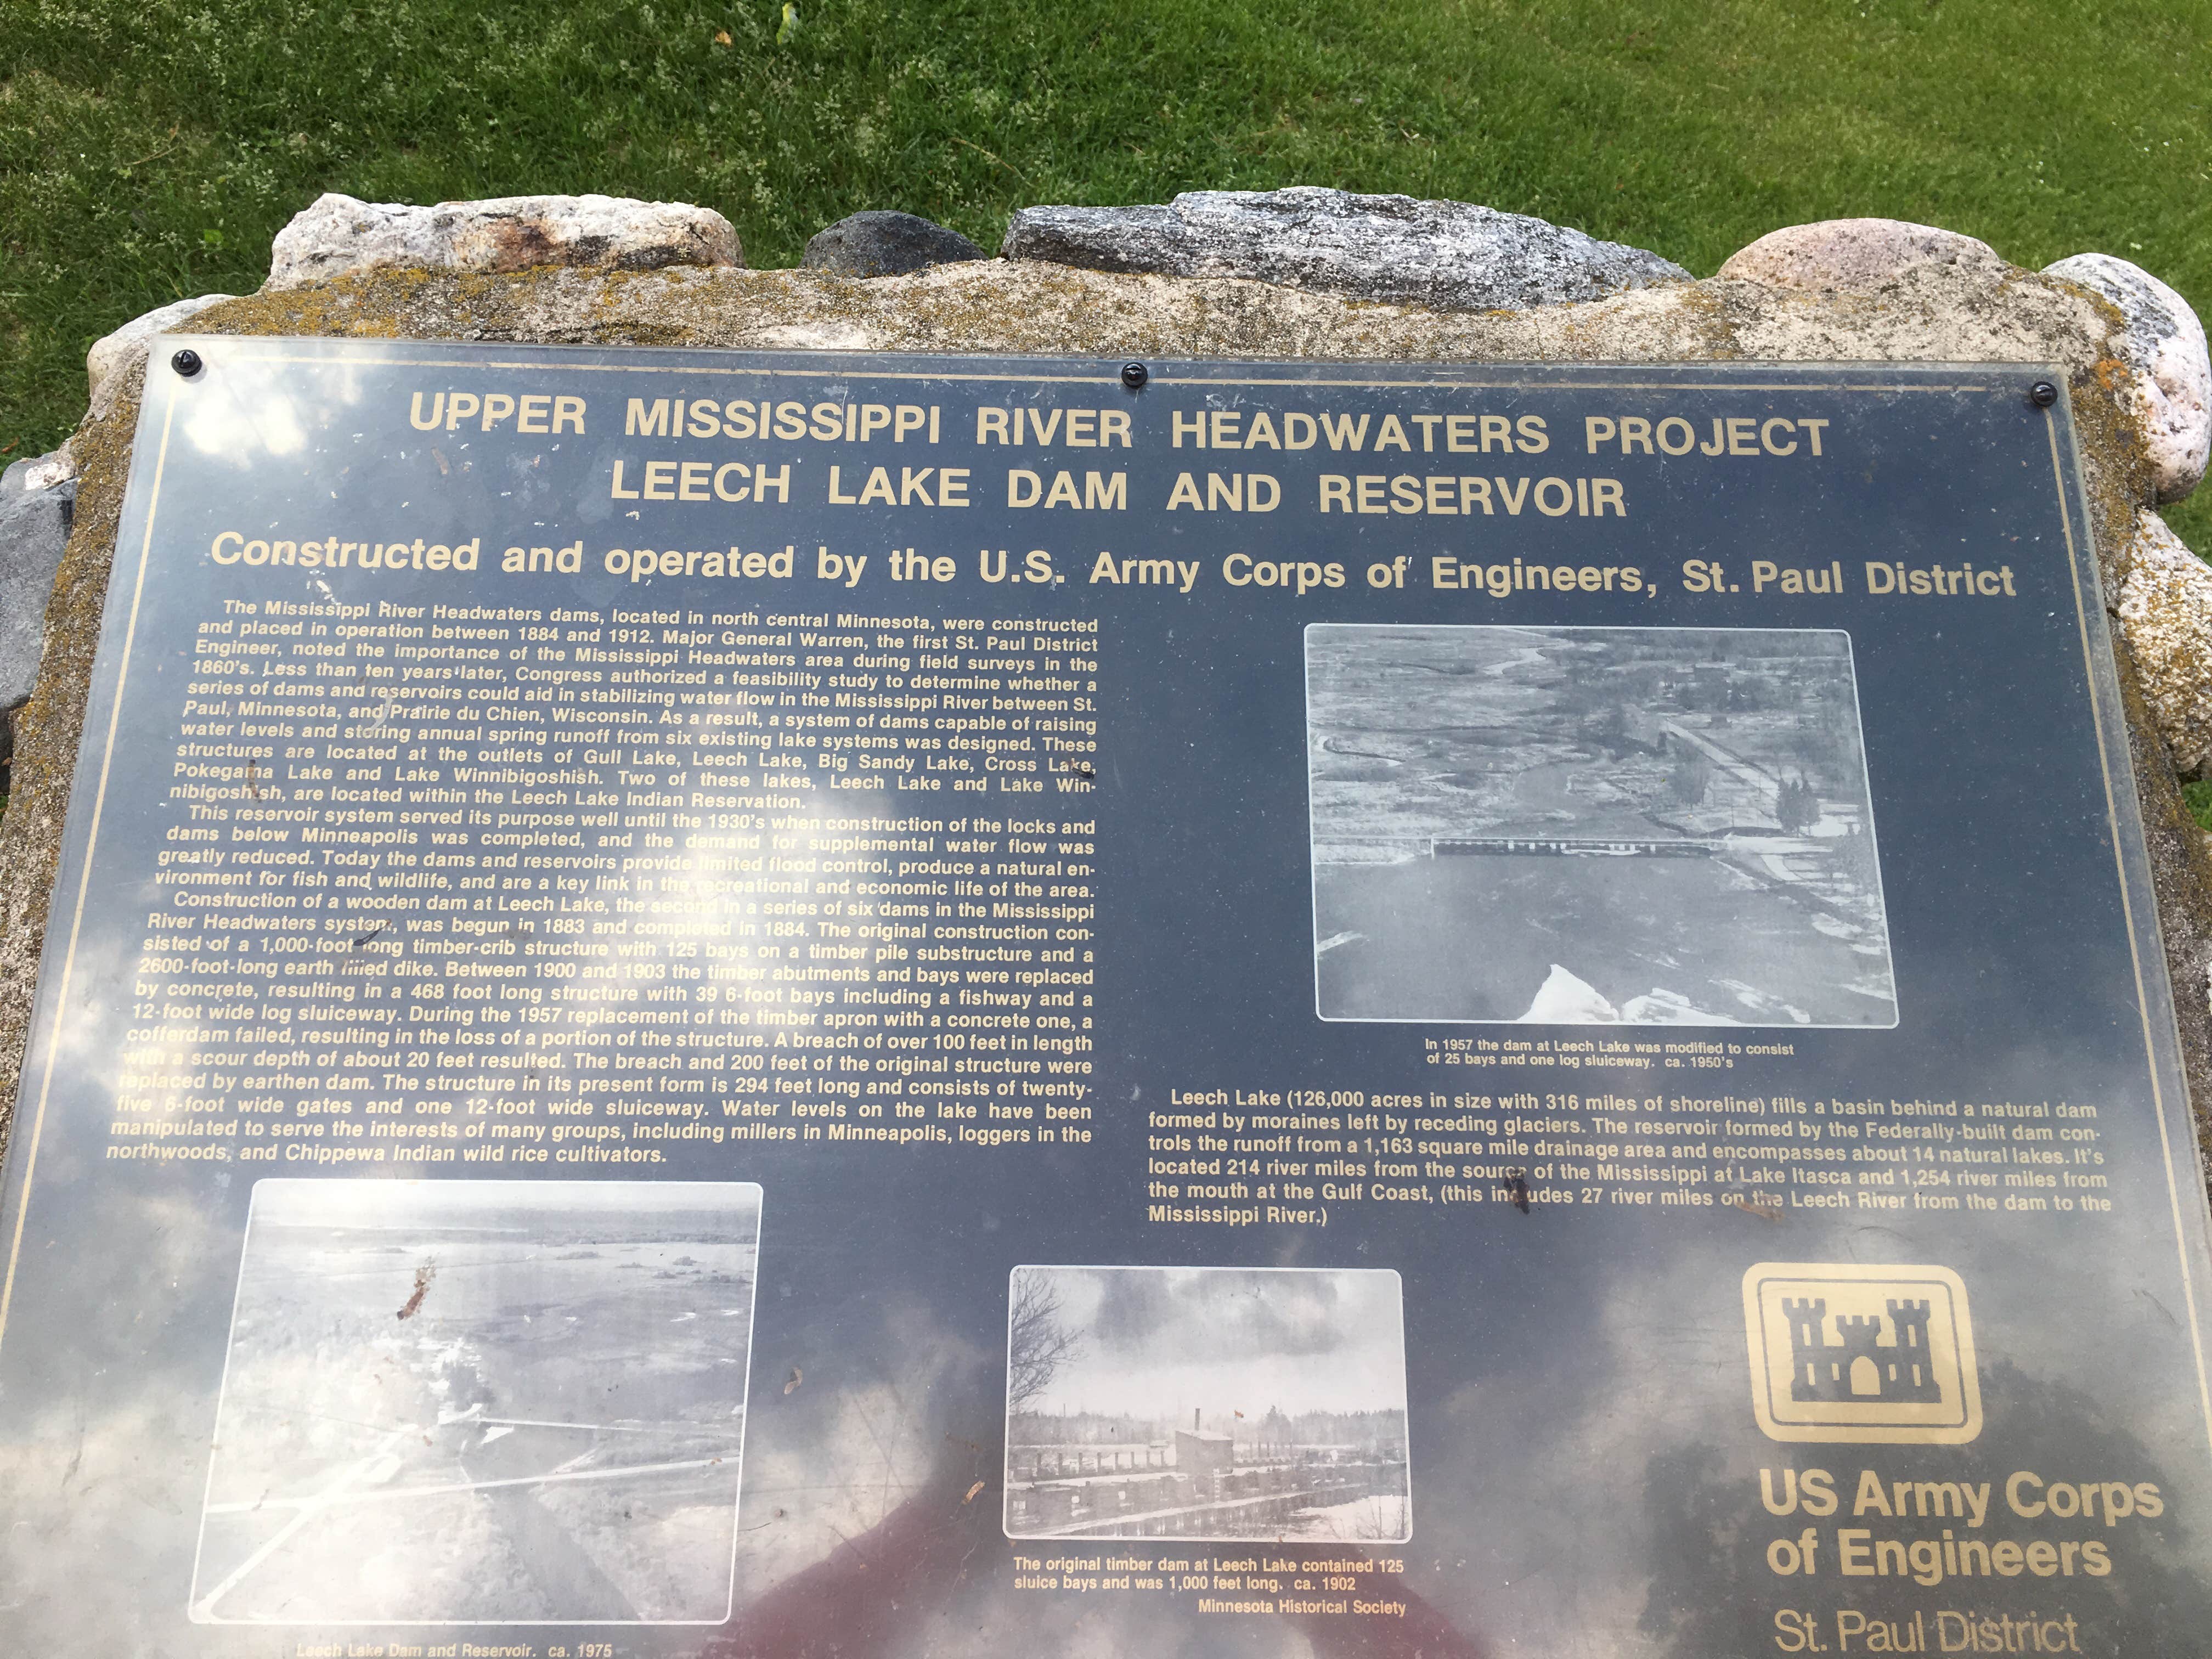 UPPER MISSISSIPPI RIVER HEADWATERS PROJECT
LEECH LAKE DAM AND RESERVOIR
Constructed and operated by the U.S. Army Corps of Engineers, St. Paul District
The Mississippi River Headwaters dams, located in north central Minnesota, were constructed
and placed in operation between 1884 and 1912. Major General Warren, the first St. Paul District
Engineer, noted the importance of the Mississippi Headwaters area during field surveys in the
1860's. Less than ten years later, Congress authorized a feasibility study to determine whether a
series of dams and reservoirs could aid in stabilizing water flow in the Mississippi River between St.
Paul, Minnesota, and Prairie du Chien, Wisconsin. As a result, a system of dams capable of raising
water levels and storing annual spring runoff from six existing lake systems was designed. These
structures are located at the outlets of Gull Lake, Leech Lake, Big Sandy Lake, Cross Lake,
Pokegama Lake and Lake Winnibigoshish. Two of these lakes, Leech Lake and Lake Win-
nibigoshish, are located within the Leech Lake Indian Reservation.
This reservoir system served its purpose well until the 1930's when construction of the locks and
dams below Minneapolis was completed, and the demand for supplemental water flow was
greatly reduced. Today the dams and reservoirs provide limited flood control, produce a natural en-
vironment for fish and wildlife, and are a key link in the recreational and economic life of the area.
Construction of a wooden dam at Leech Lake, the second in a series of six dams in the Mississippi
River Headwaters system, was begun in 1883 and completed in 1884. The original construction con-
sisted of a 1,000-foot-long timber-crib structure with 125 bays on a timber pile substructure and a
2600-foot-long earth filled dike. Between 1900 and 1903 the timber abutments and bays were replaced
by concrete, resulting in a 468 foot long structure with 39 6-foot bays including a fishway and a
12-foot wide log sluiceway. During the 1957 replacement of the timber apron with a concrete one, a
cofferdam failed, resulting in the loss of a portion of the structure. A breach of over 100 feet in length
with a scour depth of about 20 feet resulted. The breach and 200 feet of the original structure were
replaced by earthen dam. The structure in its present form is 294 feet long and consists of twenty-
five 6-foot wide gates and one 12-foot wide sluiceway. Water levels on the lake have been
manipulated to serve the interests of many groups, including millers in Minneapolis, loggers in the
northwoods, and Chippewa Indian wild rice cultivators.
In 1957 the dam at Leech Lake was modified to consist
of 25 bays and one log sluiceway. ca. 1950's
Leech Lake (126,000 acres in size with 316 miles of shoreline) fills a basin behind a natural dam
formed by moraines left by receding glaciers. The reservoir formed by the Federally-built dam con-
trols the runoff from a 1,163 square mile drainage area and encompasses about 14 natural lakes. It's
located 214 river miles from the source of the Mississippi at Lake Itasca and 1,254 river miles from
the mouth at the Gulf Coast, (this includes 27 river miles on the Leech River from the dam to the
Mississippi River.)
Leech Lake Dam and Reservoir. ca. 1975
The original timber dam at Leech Lake contained 125
sluice bays and was 1,000 feet long. ca. 1902
Minnesota Historical Society
US Army Corps
of Engineers
St. Paul District